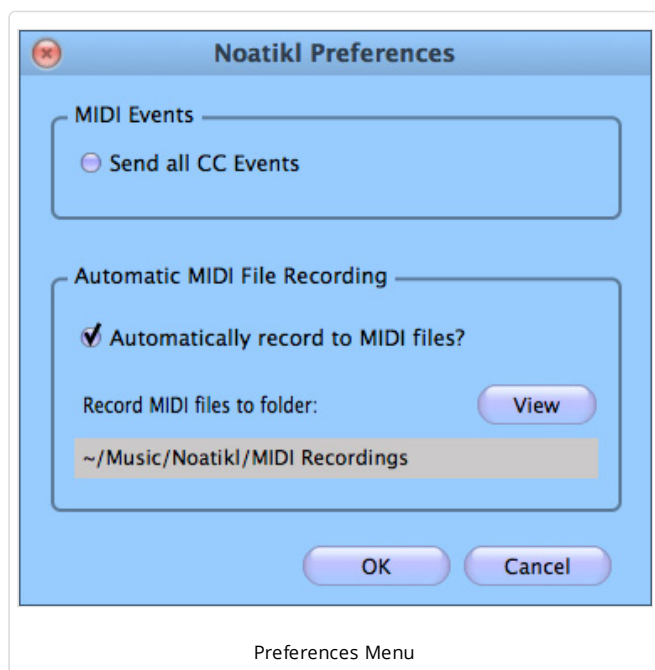 Noatikl Preferences
MIDI Events
Send all CC Events
Automatic MIDI File Recording
Automatically record to MIDI files?
Record MIDI files to folder:
View
~/Music/Noatikl/MIDI Recordings
OK
Cancel
Preferences Menu